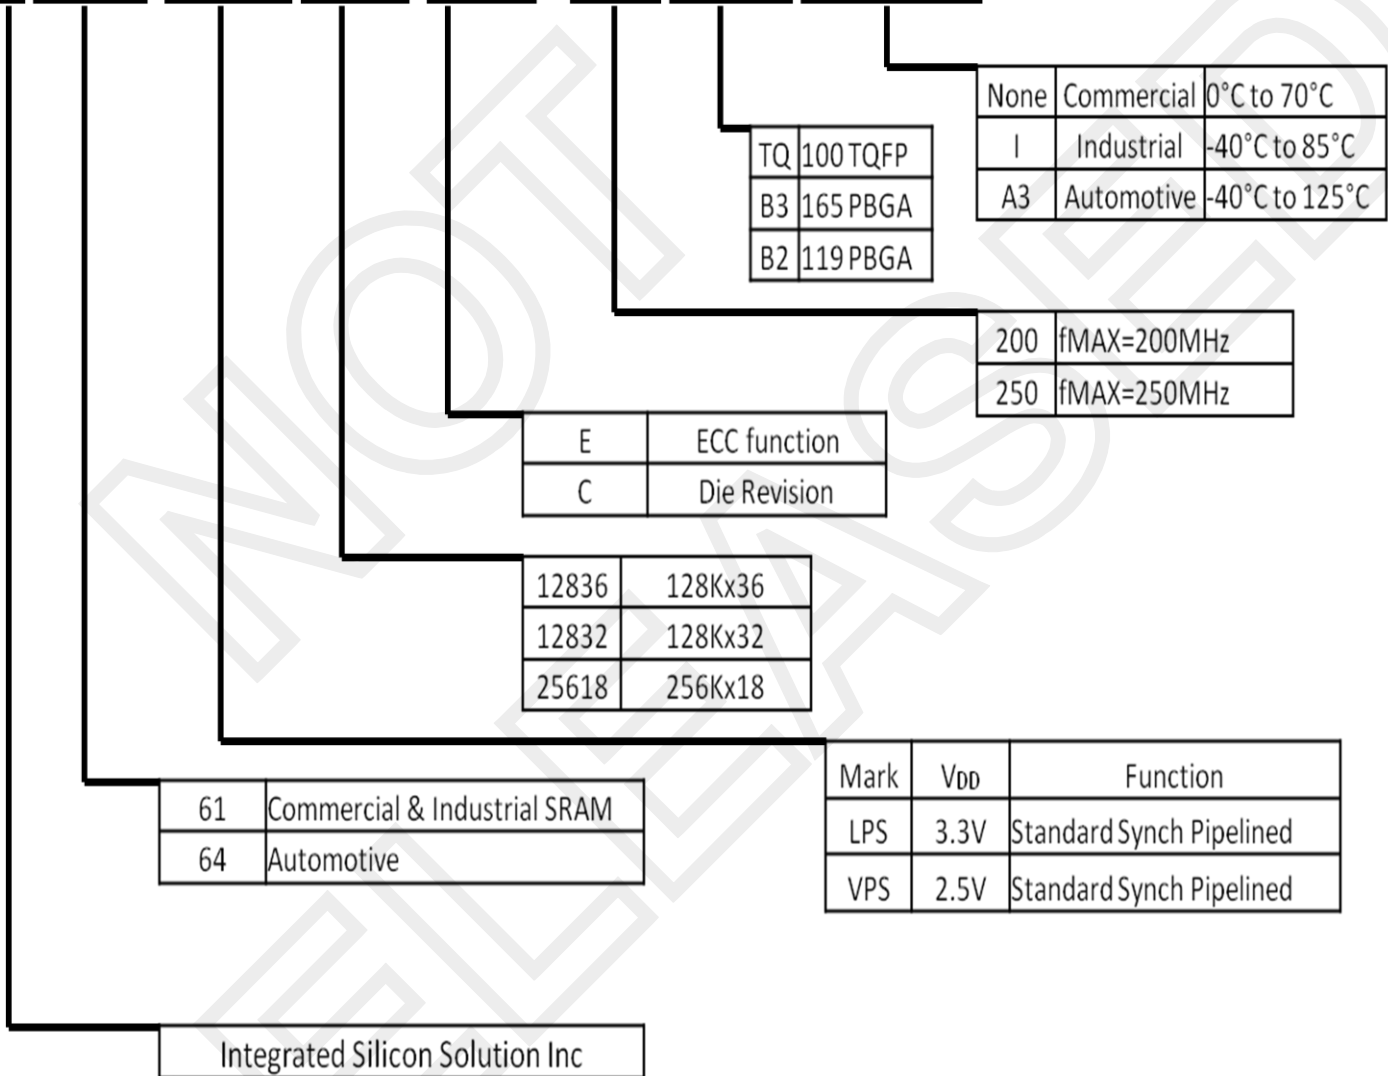 None Commercial 0°C to 70°C
I Industrial -40°C to 85°C
A3 Automotive -40°C to 125°C
TQ 100 TQFP
B3 165 PBGA
B2 119 PBGA
200 fMAX=200MHz
250 fMAX=250MHz
E ECC function
C Die Revision
12836 128Kx36
12832 128Kx32
25618 256Kx18
Mark VDD Function
LPS 3.3V Standard Synch Pipelined
VPS 2.5V Standard Synch Pipelined
61 Commercial & Industrial SRAM
64 Automotive
Integrated Silicon Solution Inc
NOT
ELEASED